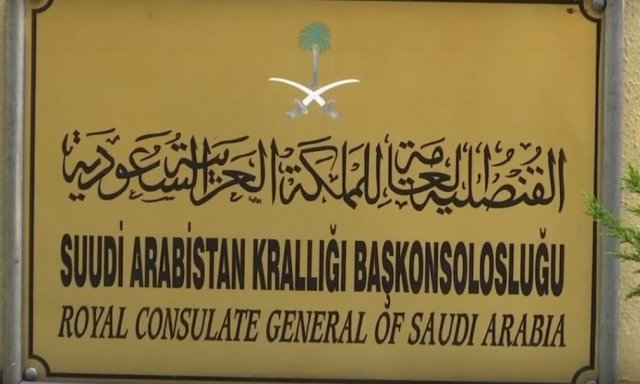 القنصلية العامة للمملكة العربية السعودية
SUUDİ ARABİSTAN KRALLIĞI BAŞKONSOLOSLUĞU
ROYAL CONSULATE GENERAL OF SAUDI ARABIA